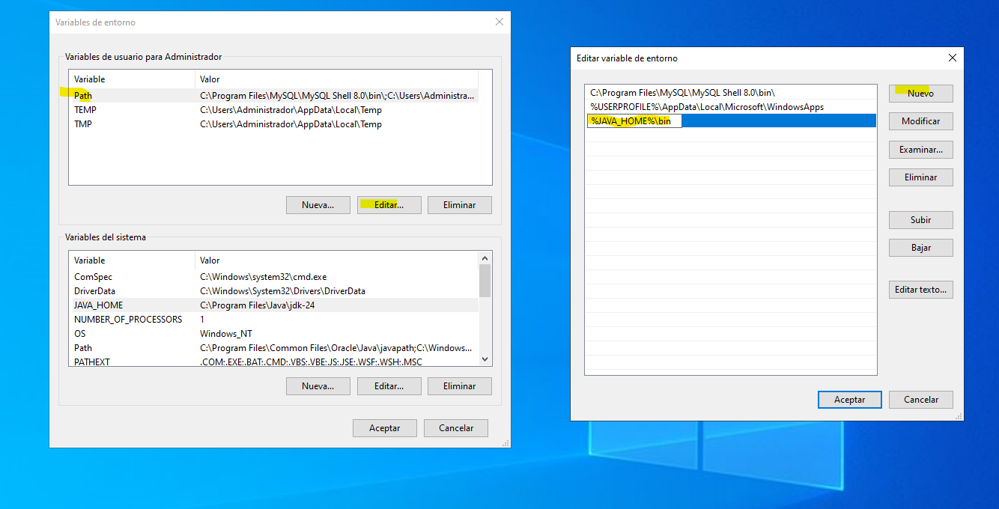 Variables de entorno
Variables de usuario para Administrador
Variable Valor
Path C:\Program Files\MySQL\MySQL Shell 8.0\bin\;C:\Users\Administra...
TEMP C:\Users\Administrador\AppData\Local\Temp
TMP C:\Users\Administrador\AppData\Local\Temp
Nueva... Editar... Eliminar
Variables del sistema
Variable Valor
ComSpec C:\Windows\system32\cmd.exe
DriverData C:\Windows\System32\Drivers\DriverData
JAVA_HOME C:\Program Files\Java\jdk-24
NUMBER_OF_PROCESSORS 1
OS Windows_NT
Path C:\Program Files\Common Files\Oracle\Java\javapath;C:\Windows...
PATHEXT .COM;.EXE;.BAT;.CMD;.VBS;.VBE;.JS;.JSE;.WSF;.WSH;.MSC
Nueva... Editar... Eliminar
Aceptar Cancelar
Editar variable de entorno
C:\Program Files\MySQL\MySQL Shell 8.0\bin\
%USERPROFILE%\AppData\Local\Microsoft\WindowsApps
%JAVA_HOME%\bin
Nuevo
Modificar
Examinar...
Eliminar
Subir
Bajar
Editar texto...
Aceptar Cancelar